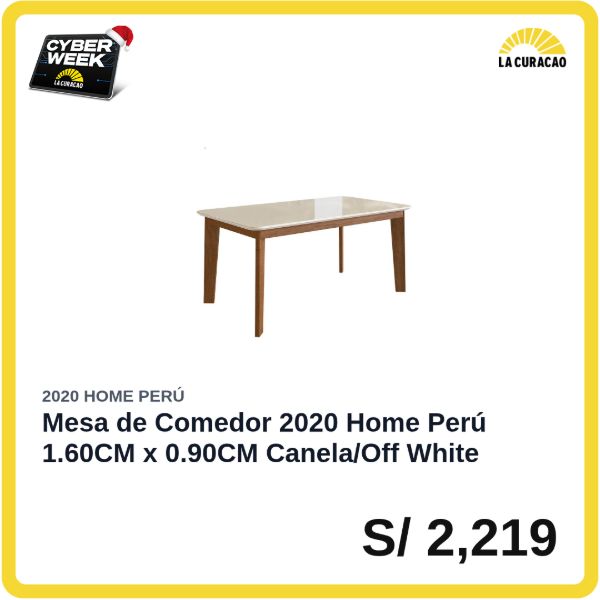 CYBER
WEEK
LA CURACAO
LA CURACAO
2020 HOME PERÚ
Mesa de Comedor 2020 Home Perú
1.60CM x 0.90CM Canela/Off White
S/ 2,219